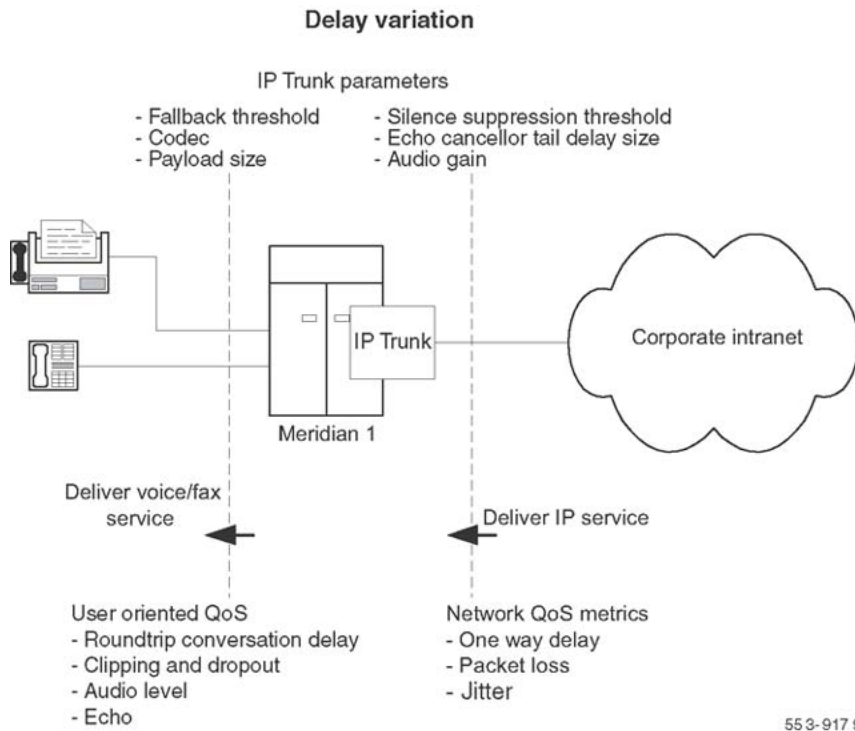 Delay variation
IP Trunk parameters
- Fallback threshold
- Codec
- Payload size
- Silence suppression threshold
- Echo cancellor tail delay size
- Audio gain
IP Trunk
Corporate intranet
Meridian 1
Deliver voice/fax
service
Deliver IP service
User oriented QoS
- Roundtrip conversation delay
- Clipping and dropout
- Audio level
- Echo
Network QoS metrics
- One way delay
- Packet loss
- Jitter
553-917 9